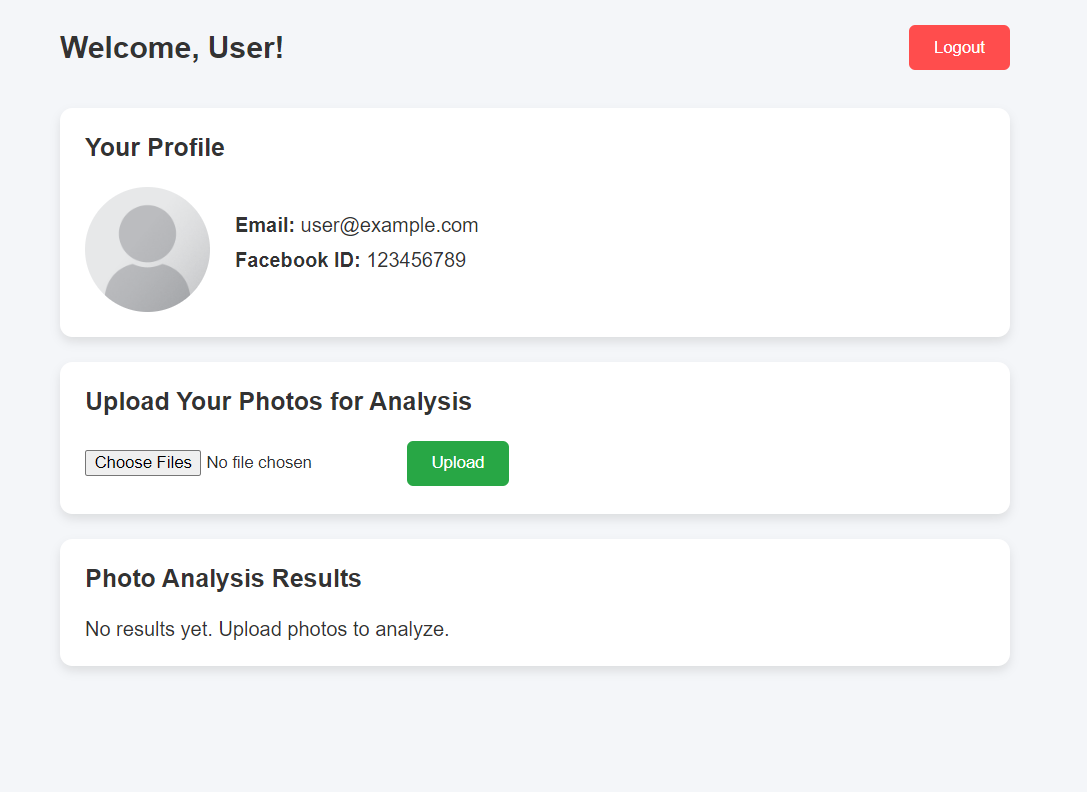 Welcome, User!
Logout
Your Profile
Email: user@example.com
Facebook ID: 123456789
Upload Your Photos for Analysis
Choose Files No file chosen
Upload
Photo Analysis Results
No results yet. Upload photos to analyze.